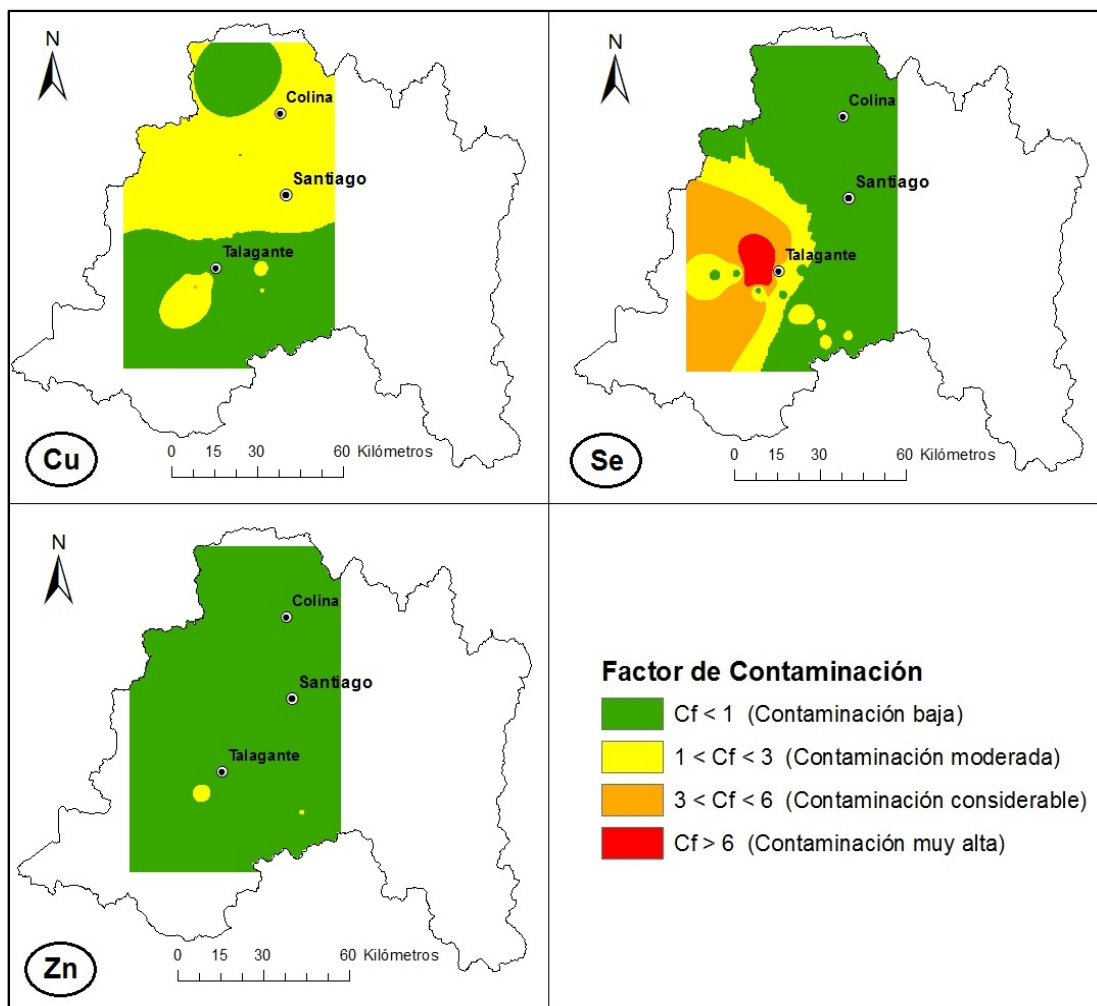 N
Colina
Santiago
Talagante
Cu
0 15 30 60 Kilómetros
N
Colina
Santiago
Talagante
Se
0 15 30 60 Kilómetros
N
Colina
Santiago
Talagante
Zn
0 15 30 60 Kilómetros
Factor de Contaminación
Cf < 1 (Contaminación baja)
1 < Cf < 3 (Contaminación moderada)
3 < Cf < 6 (Contaminación considerable)
Cf > 6 (Contaminación muy alta)